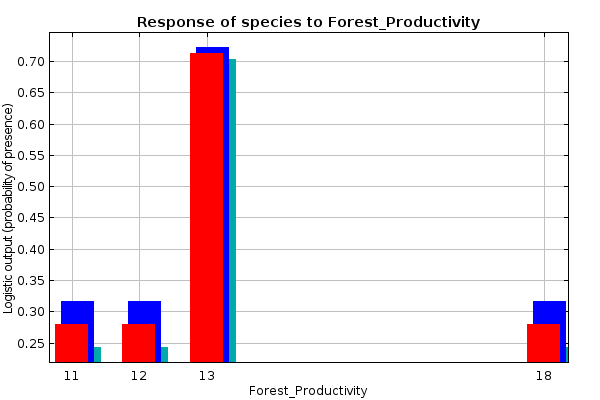 Response of species to Forest_Productivity
Logistic output (probability of presence)
0.70
0.65
0.60
0.55
0.50
0.45
0.40
0.35
0.30
0.25
11 12 13 18
Forest_Productivity